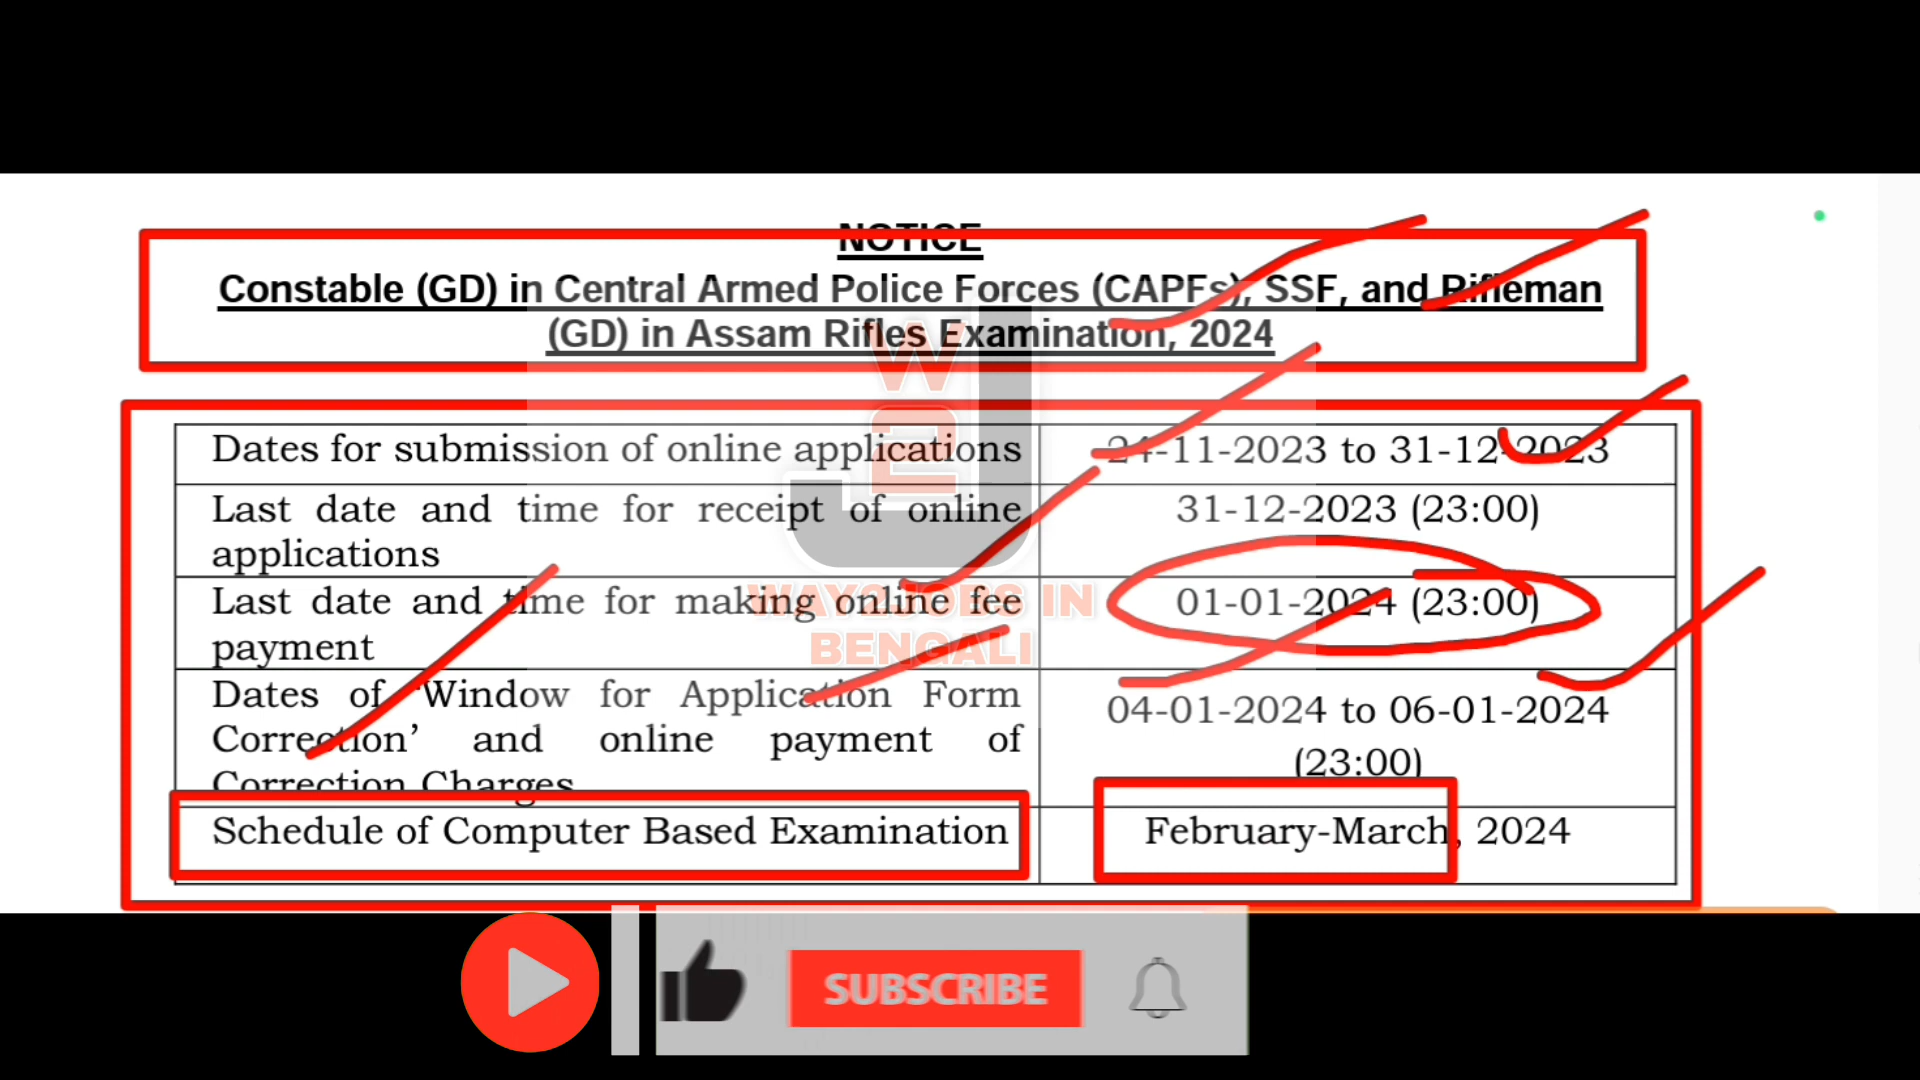 NOTICE
Constable (GD) in Central Armed Police Forces (CAPFs), SSF, and Rifleman
(GD) in Assam Rifles Examination, 2024
Dates for submission of online applications
24-11-2023 to 31-12-2023
Last date and time for receipt of online
applications
31-12-2023 (23:00)
Last date and time for making online fee
payment
01-01-2024 (23:00)
Dates of ‘Window for Application Form
Correction’ and online payment of
Correction Charges
04-01-2024 to 06-01-2024
(23:00)
Schedule of Computer Based Examination
February-March, 2024
W
2
J
WAY2JOBS IN
BENGALI
SUBSCRIBE